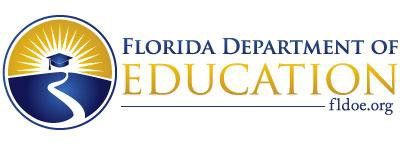 FLORIDA DEPARTMENT OF
EDUCATION
fldoe.org